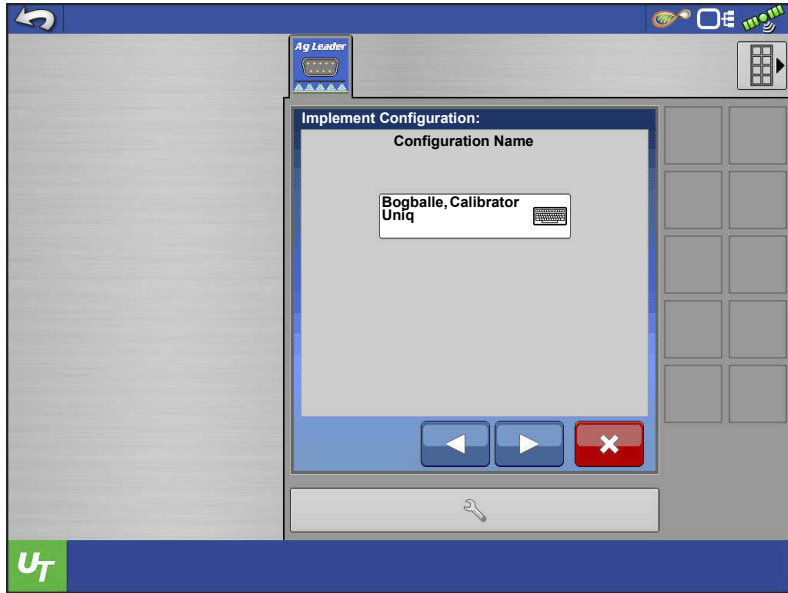 Ag Leader
Implement Configuration:
Configuration Name
Bogballe, Calibrator
Uniq
UT